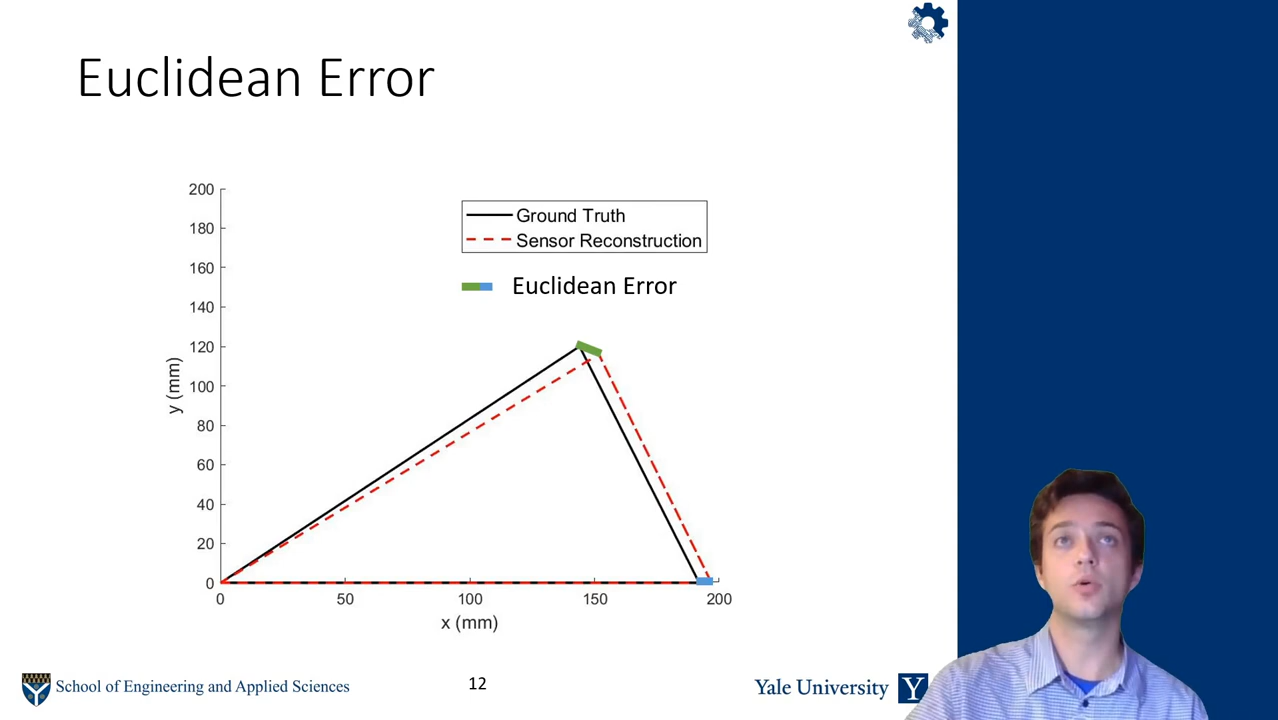 Euclidean Error
200
180
160
140
120
100
80
60
40
20
0
y (mm)
0 50 100 150 200
x (mm)
Ground Truth
Sensor Reconstruction
Euclidean Error
School of Engineering and Applied Sciences
12
Yale University Y